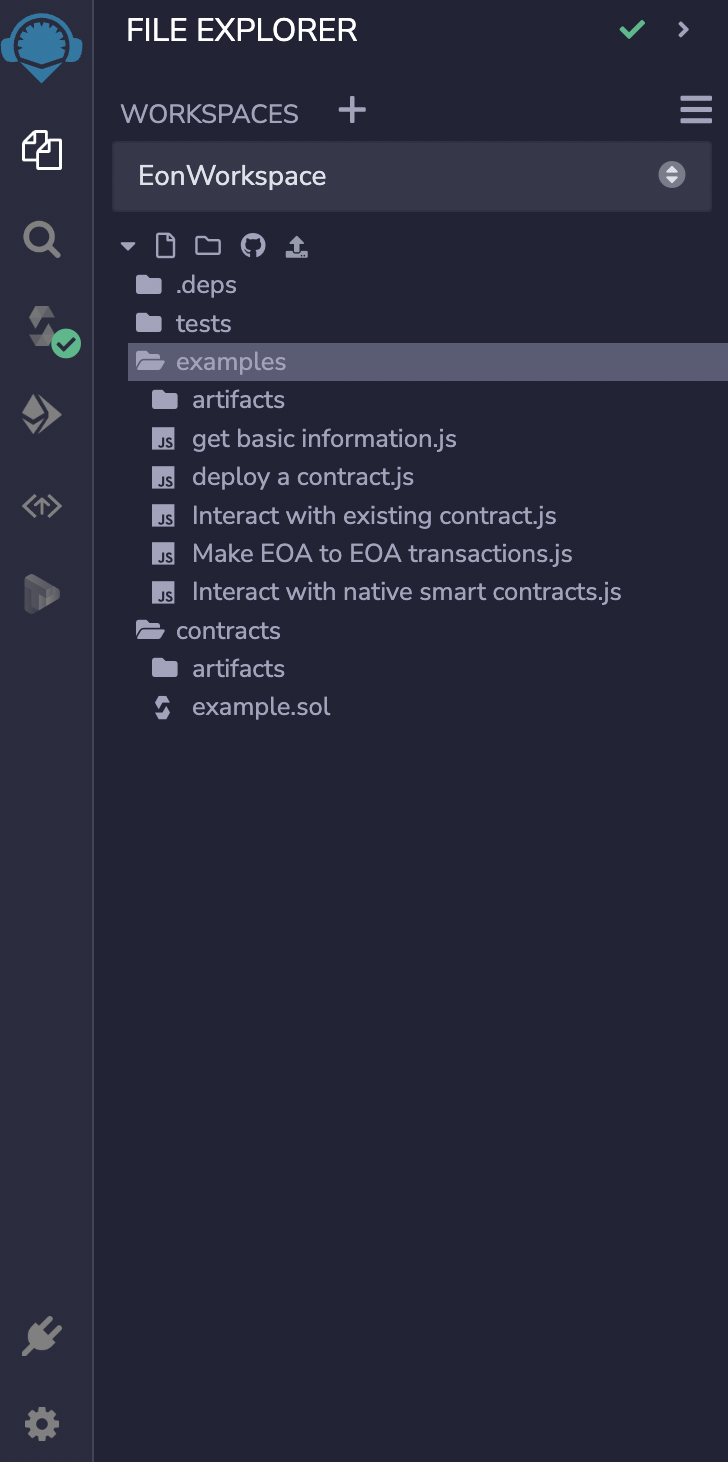 FILE EXPLORER
WORKSPACES
EonWorkspace
.deps
tests
examples
artifacts
JS get basic information.js
JS deploy a contract.js
JS Interact with existing contract.js
JS Make EOA to EOA transactions.js
JS Interact with native smart contracts.js
contracts
artifacts
example.sol